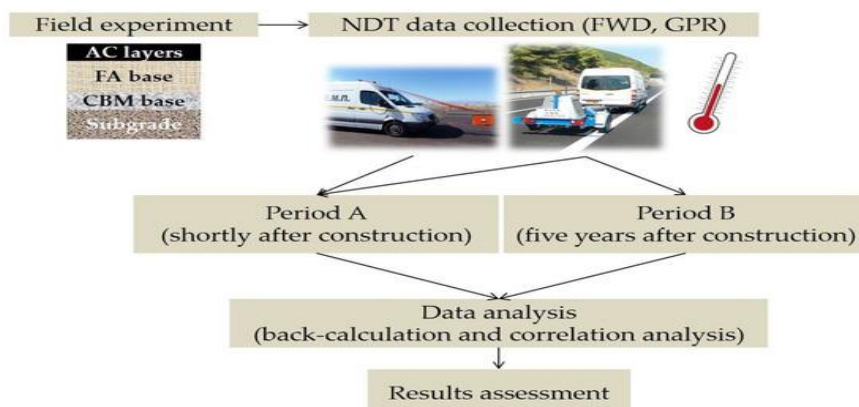 Field experiment
NDT data collection (FWD, GPR)
AC layers
FA base
CBM base
Subgrade
Period A
(shortly after construction)
Period B
(five years after construction)
Data analysis
(back-calculation and correlation analysis)
Results assessment